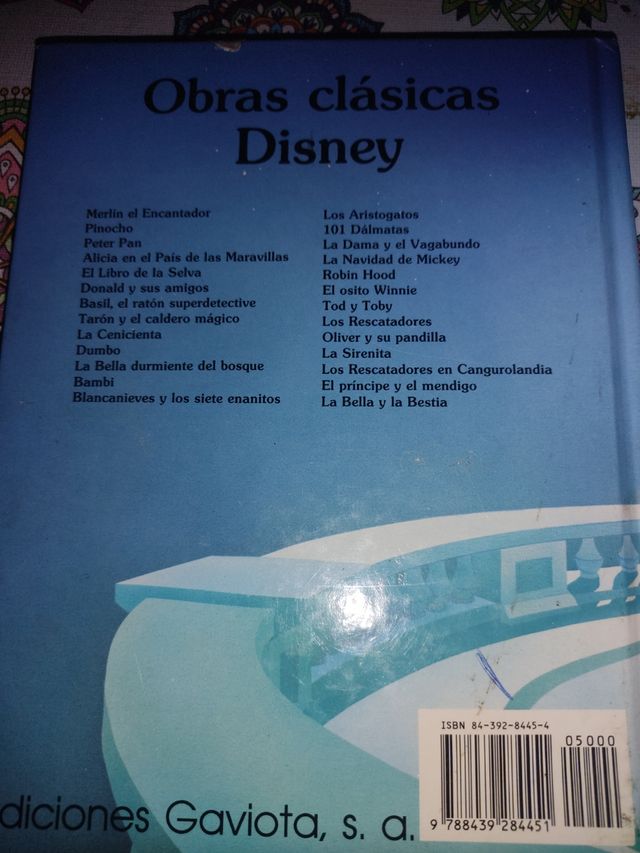 Obras clásicas
Disney
Merlín el Encantador
Pinocho
Peter Pan
Alicia en el País de las Maravillas
El Libro de la Selva
Donald y sus amigos
Basil, el ratón superdetective
Tarón y el caldero mágico
La Cenicienta
Dumbo
La Bella durmiente del bosque
Bambi
Blancanieves y los siete enanitos
Los Aristogatos
101 Dálmatas
La Dama y el Vagabundo
La Navidad de Mickey
Robin Hood
El osito Winnie
Tod y Toby
Los Rescatadores
Oliver y su pandilla
La Sirenita
Los Rescatadores en Cangurolandia
El príncipe y el mendigo
La Bella y la Bestia
ISBN 84-392-8445-4
05000
9 788439 284451
diciones Gaviota, s. a.